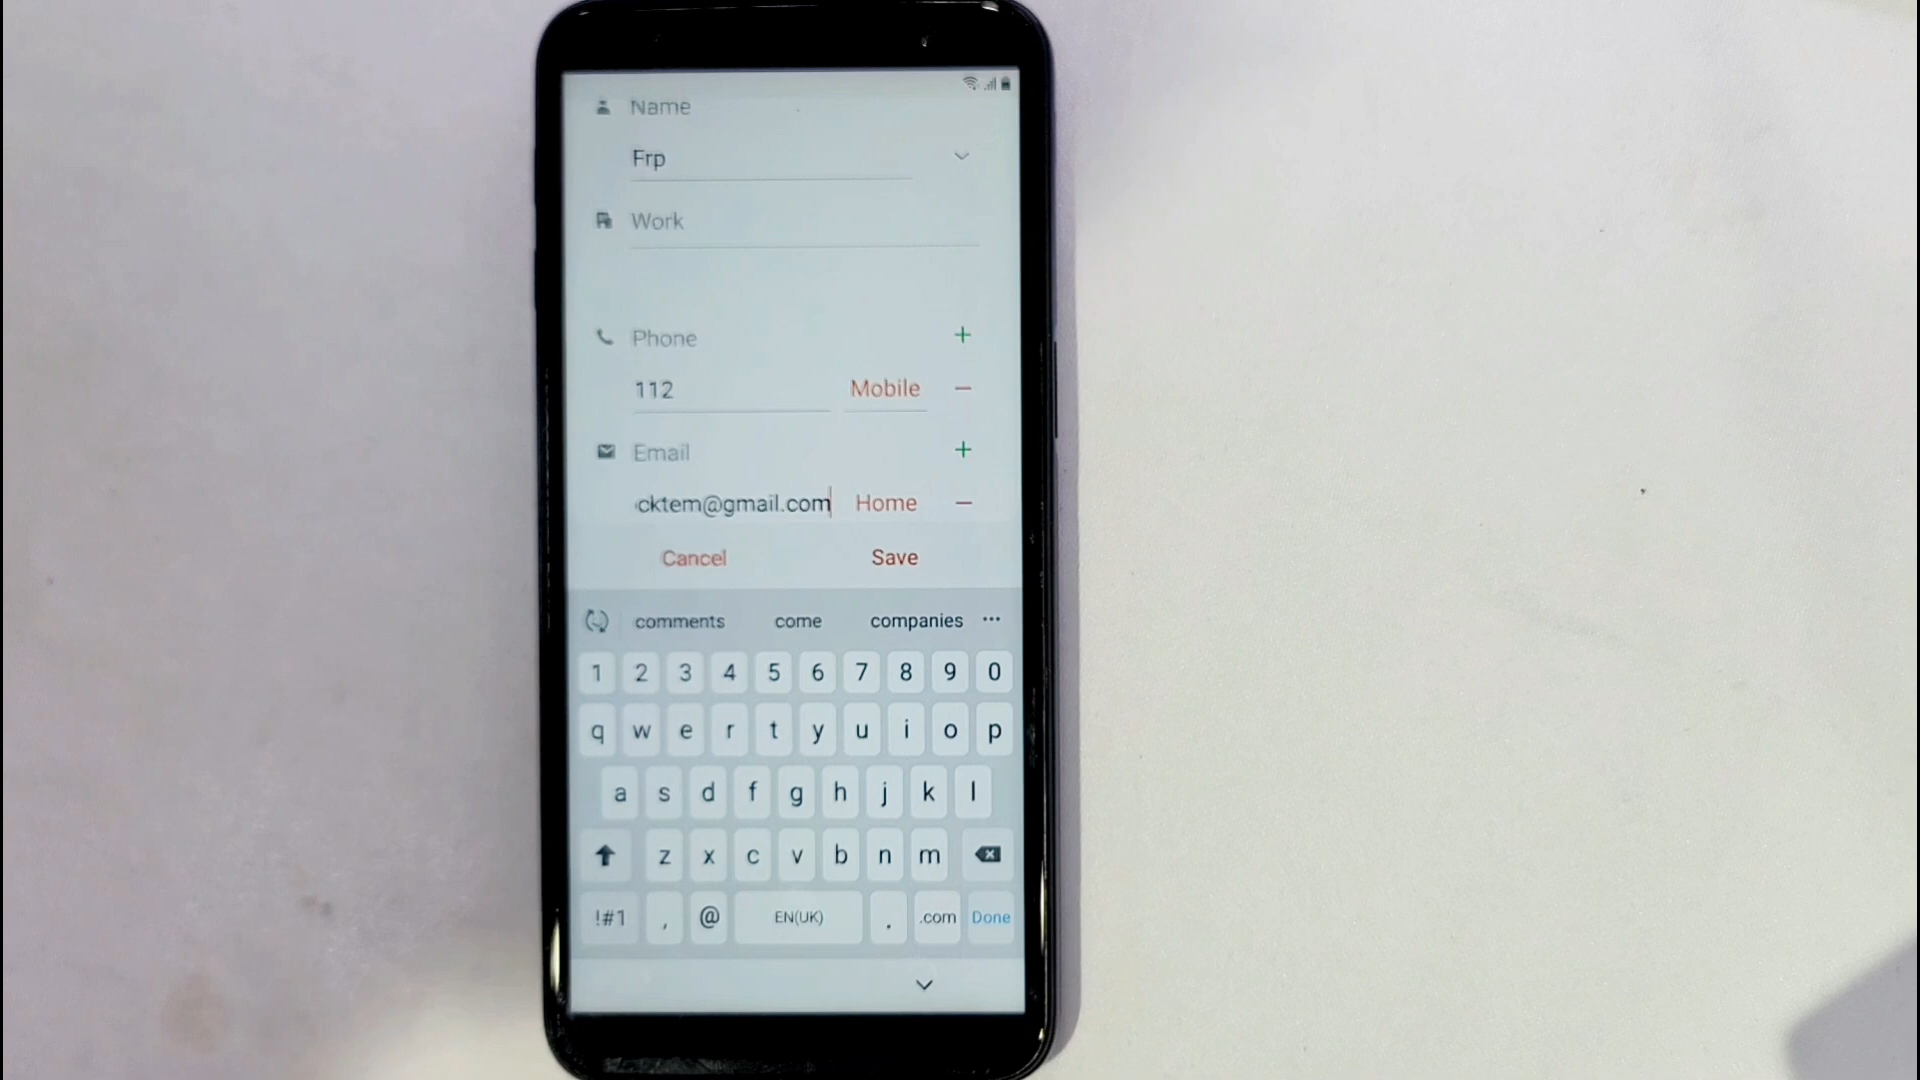 Name
Frp
Work
Phone
112 Mobile
Email
cktem@gmail.com Home
Cancel Save
comments come companies
1 2 3 4 5 6 7 8 9 0
q w e r t y u i o p
a s d f g h j k l
z x c v b n m
!#1 , @ EN(UK) . .com Done